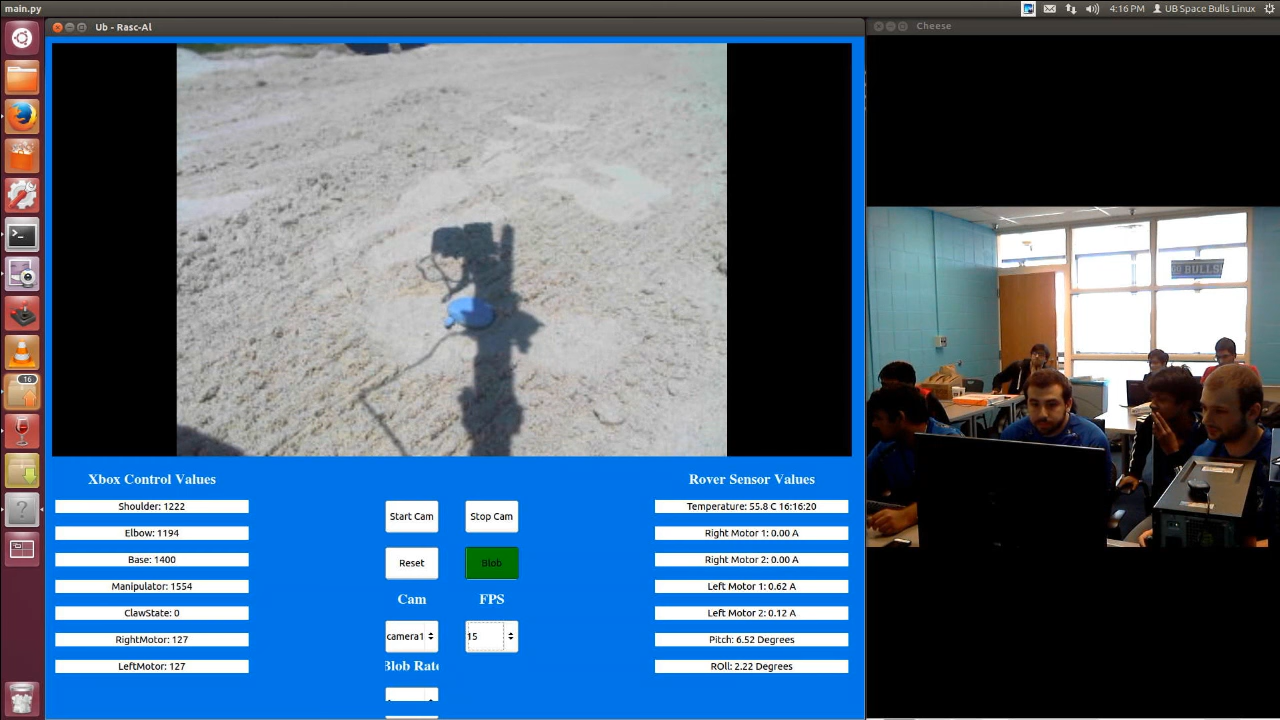 main.py
4:16 PM
UB Space Bulls Linux
Ub - Rasc-Al
Cheese
BULLS
16
Xbox Control Values
Shoulder: 1222
Elbow: 1194
Base: 1400
Manipulator: 1554
ClawState: 0
RightMotor: 127
LeftMotor: 127
Start Cam
Stop Cam
Reset
Blob
Cam
FPS
camera1
15
Blob Rate
Rover Sensor Values
Temperature: 55.8 C 16:16:20
Right Motor 1: 0.00 A
Right Motor 2: 0.00 A
Left Motor 1: 0.62 A
Left Motor 2: 0.12 A
Pitch: 6.52 Degrees
ROll: 2.22 Degrees